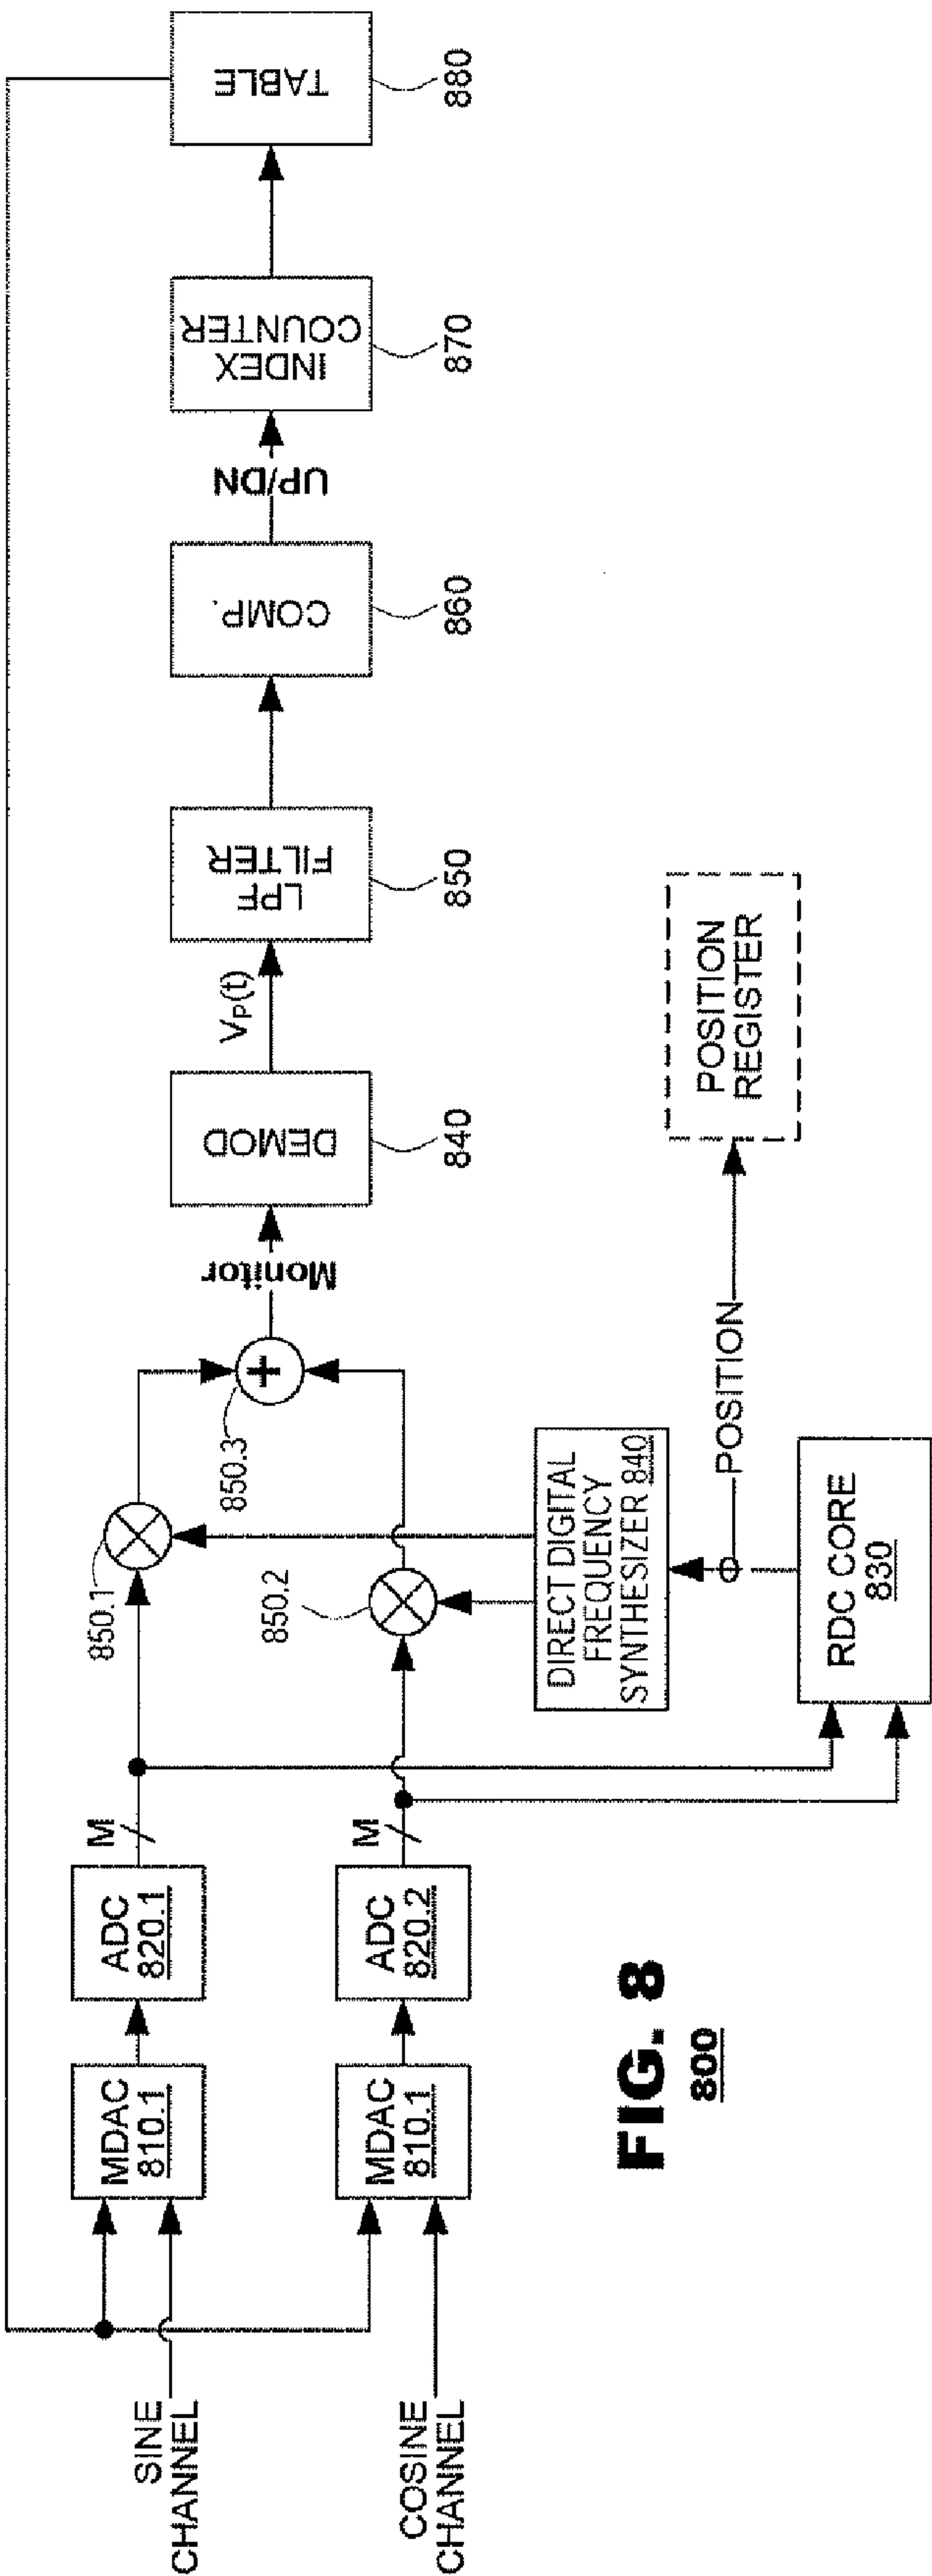 SINE
CHANNEL
COSINE
CHANNEL
MDAC
810.1
MDAC
810.1
ADC
820.1
ADC
820.2
M
M
850.1
850.2
850.3
DIRECT DIGITAL
FREQUENCY
SYNTHESIZER 840
RDC CORE
830
POSITION
POSITION
REGISTER
Monitor
DEMOD
840
VP(t)
LPF
FILTER
850
COMP.
860
UP/DN
INDEX
COUNTER
870
TABLE
880
FIG. 8
800